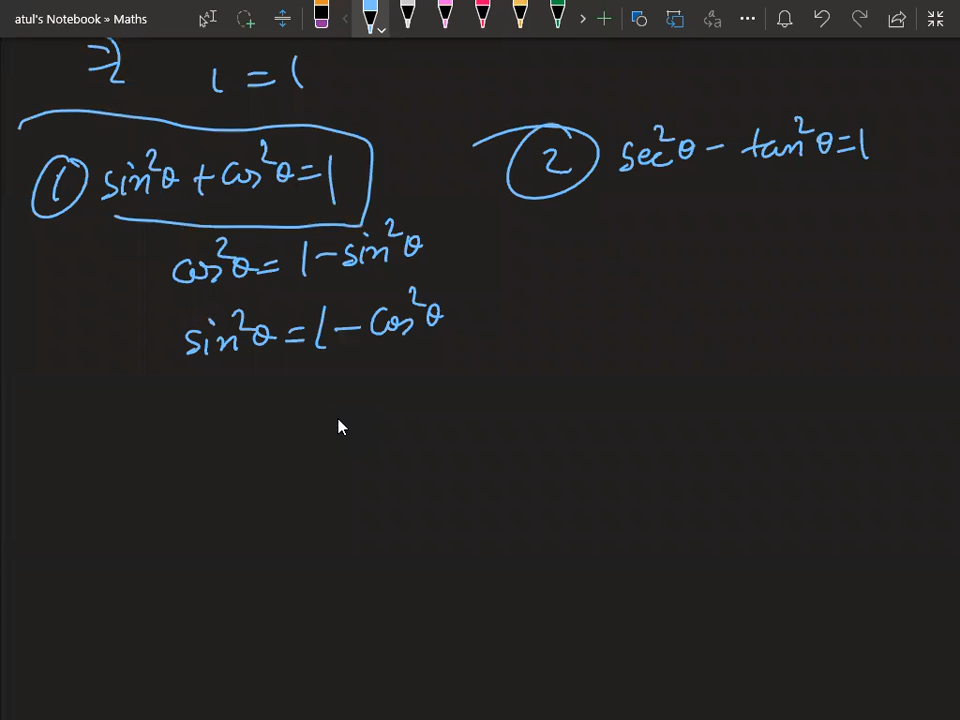 atul's Notebook » Maths
⇒ 1 = 1
① sin²θ + cos²θ = 1
cos²θ = 1 − sin²θ
sin²θ = 1 − cos²θ
② sec²θ − tan²θ = 1